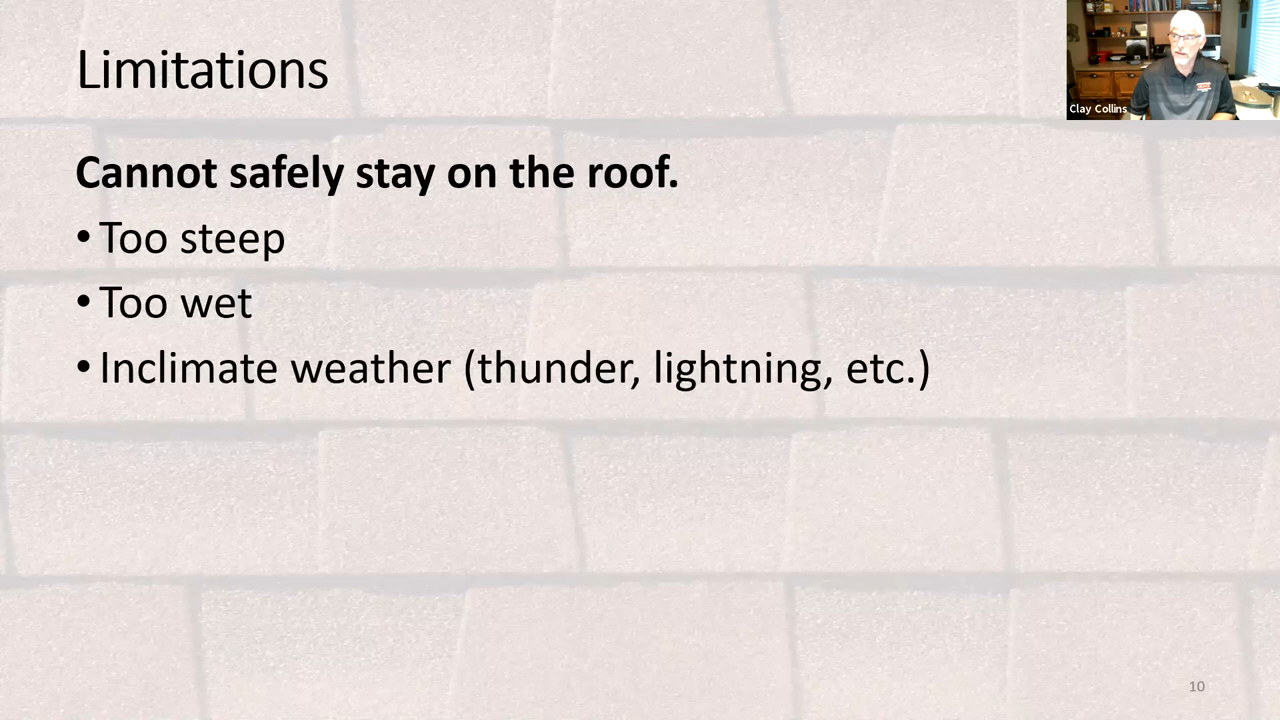 Limitations
Clay Collins
Cannot safely stay on the roof.
• Too steep
• Too wet
• Inclimate weather (thunder, lightning, etc.)
10